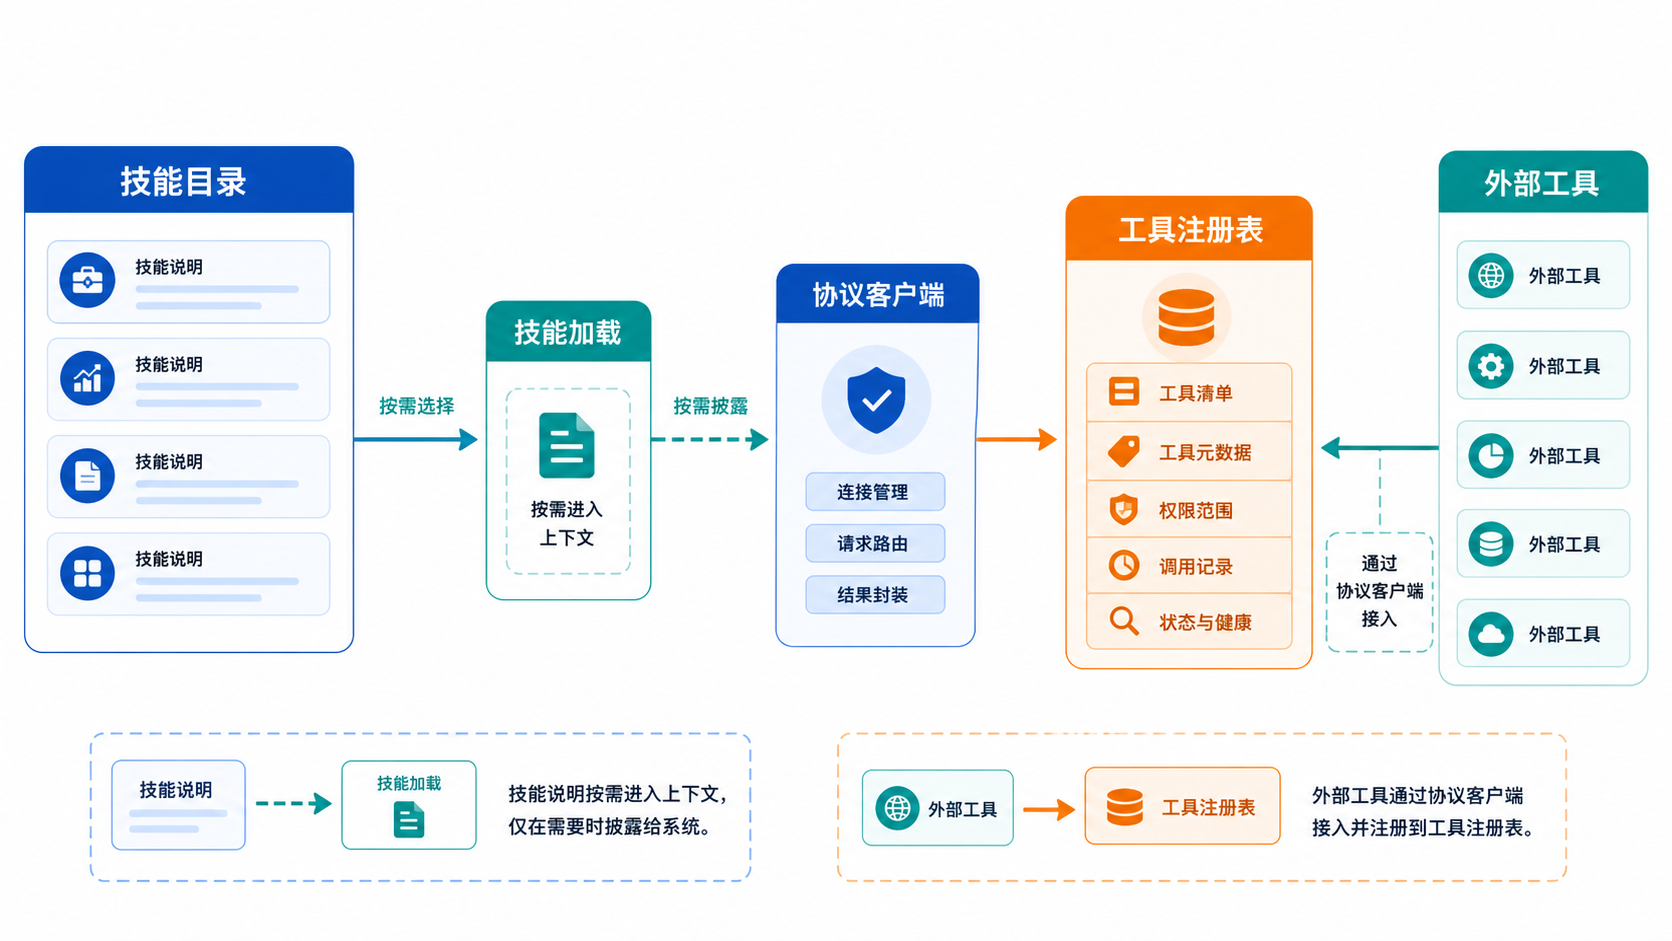 技能目录
技能说明
技能说明
技能说明
技能说明
按需选择
技能加载
按需进入
上下文
按需披露
协议客户端
连接管理
请求路由
结果封装
工具注册表
工具清单
工具元数据
权限范围
调用记录
状态与健康
通过
协议客户端
接入
外部工具
外部工具
外部工具
外部工具
外部工具
外部工具
技能说明
技能加载
技能说明按需进入上下文，
仅在需要时披露给系统。
外部工具
工具注册表
外部工具通过协议客户端
接入并注册到工具注册表。